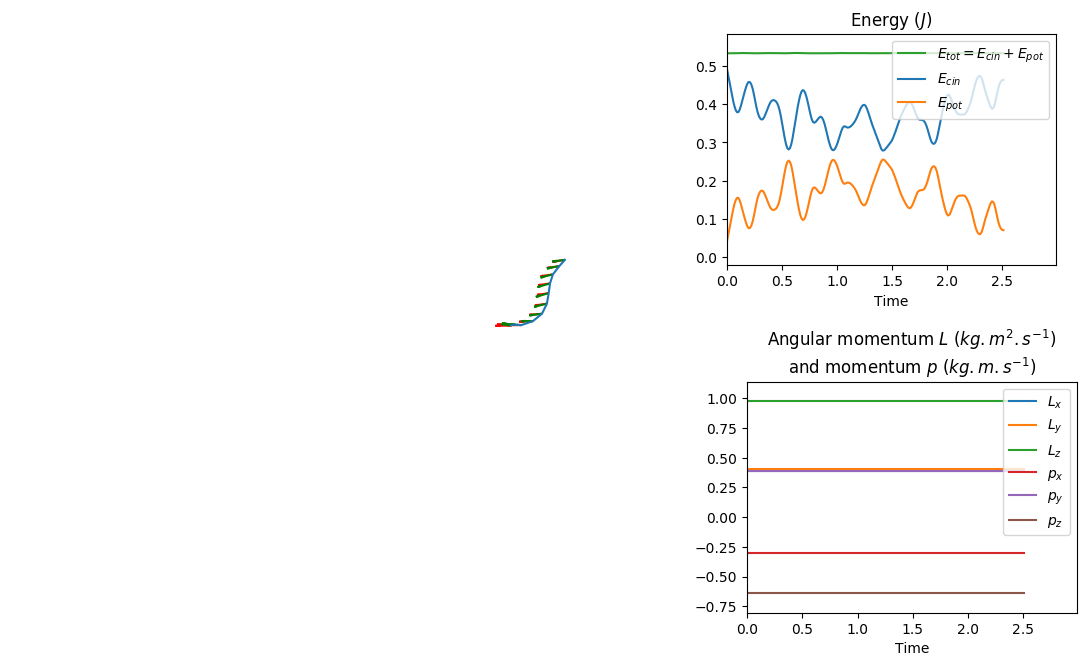 Energy (J)
E_tot = E_cin + E_pot
E_cin
E_pot
0.5
0.4
0.3
0.2
0.1
0.0
0.0 0.5 1.0 1.5 2.0 2.5
Time
Angular momentum L (kg.m².s⁻¹)
and momentum p (kg.m.s⁻¹)
L_x
L_y
L_z
p_x
p_y
p_z
1.00
0.75
0.50
0.25
0.00
−0.25
−0.50
−0.75
0.0 0.5 1.0 1.5 2.0 2.5
Time